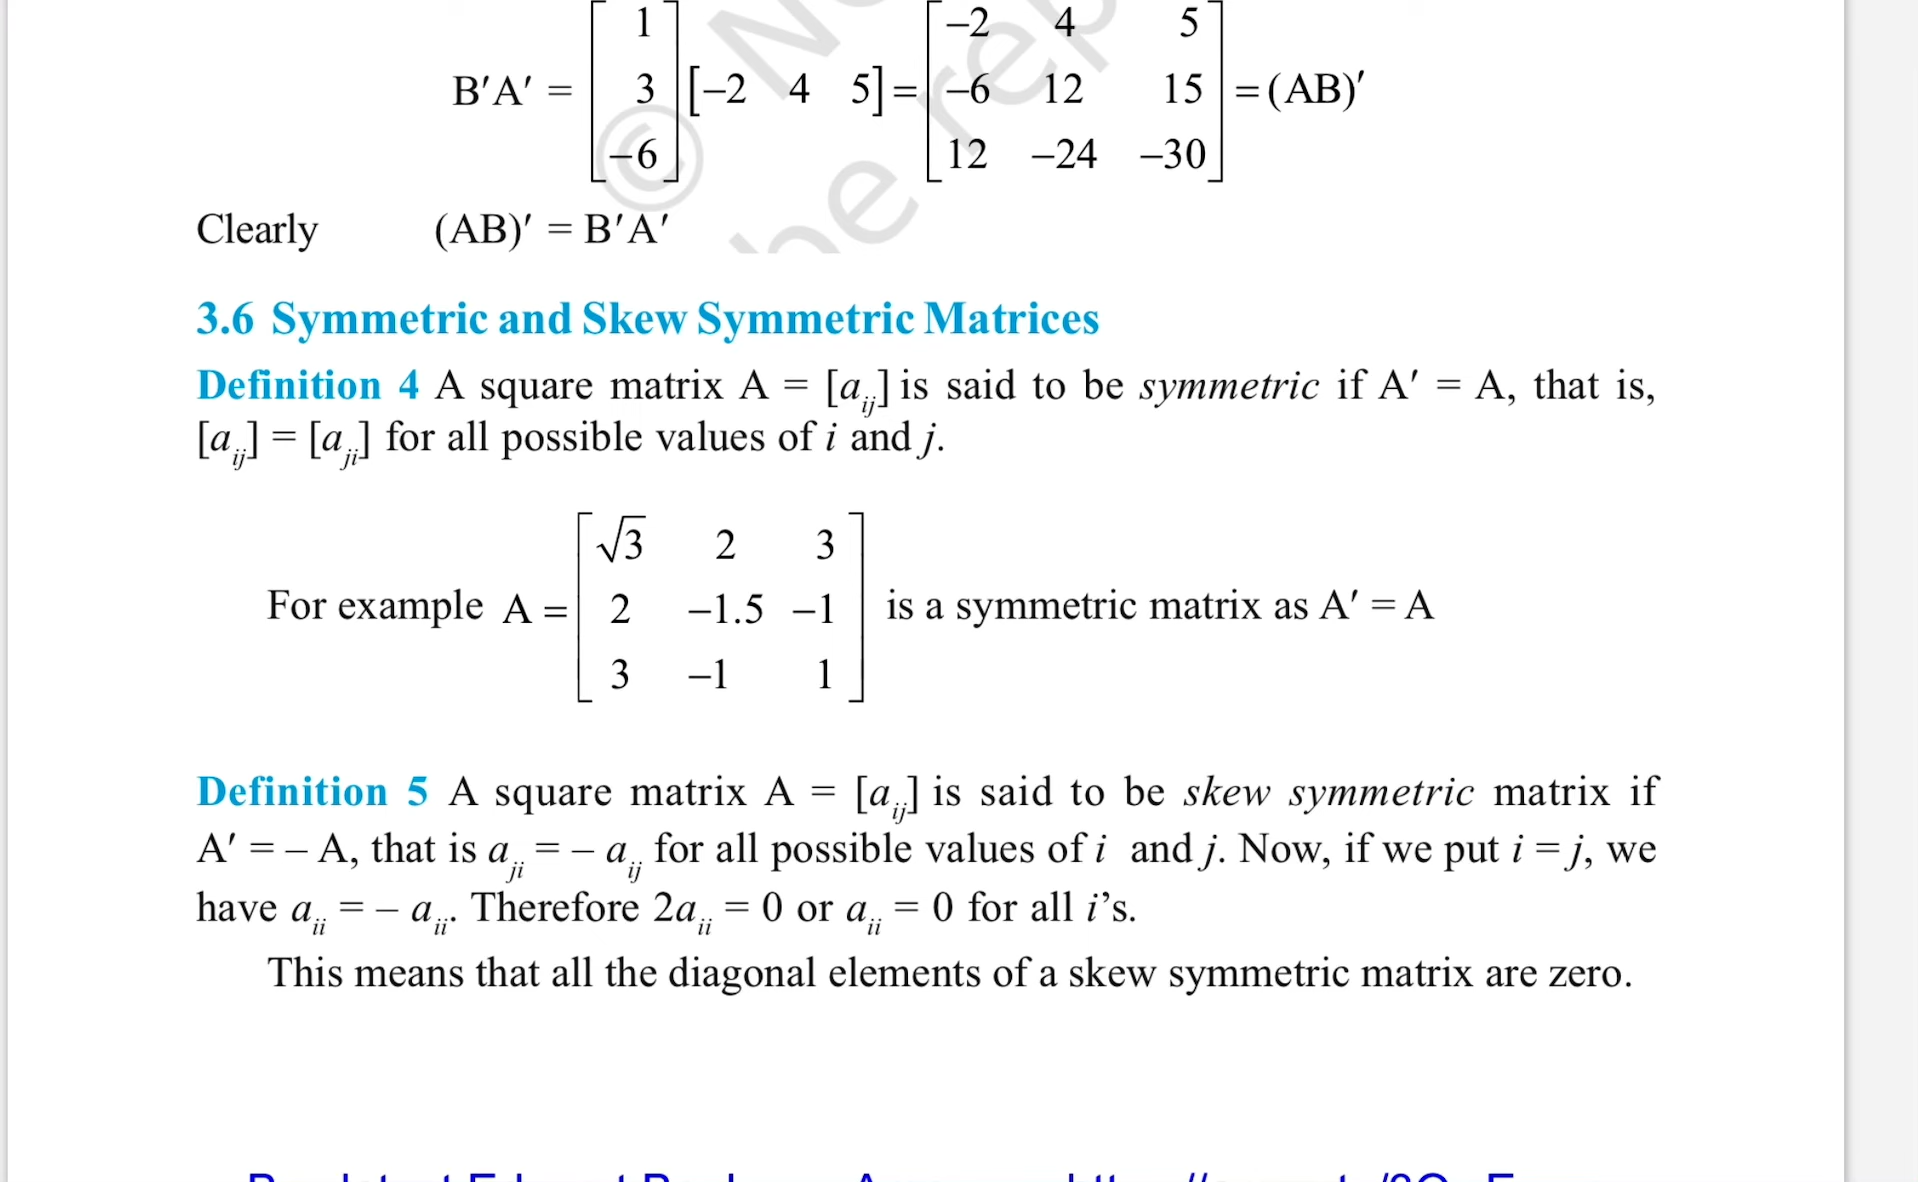 B′A′ = [1 3 –6] [–2 4 5] = [–2 4 5 –6 12 15 12 –24 –30] = (AB)′
Clearly (AB)′ = B′A′
3.6 Symmetric and Skew Symmetric Matrices
Definition 4 A square matrix A = [aᵢⱼ] is said to be symmetric if A′ = A, that is,
[aᵢⱼ] = [aⱼᵢ] for all possible values of i and j.
For example A = [√3 2 3 2 –1.5 –1 3 –1 1] is a symmetric matrix as A′ = A
Definition 5 A square matrix A = [aᵢⱼ] is said to be skew symmetric matrix if
A′ = – A, that is aⱼᵢ = – aᵢⱼ for all possible values of i and j. Now, if we put i = j, we
have aᵢᵢ = – aᵢᵢ. Therefore 2aᵢᵢ = 0 or aᵢᵢ = 0 for all i’s.
This means that all the diagonal elements of a skew symmetric matrix are zero.